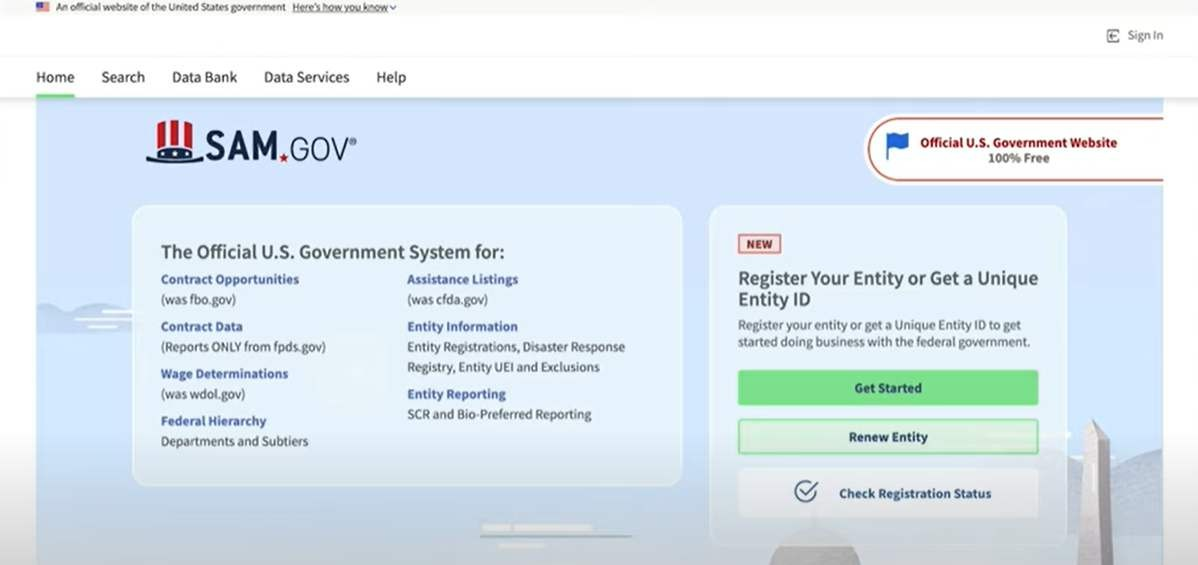 An official website of the United States government Here's how you know
Sign In
Home Search Data Bank Data Services Help
SAM.GOV®
Official U.S. Government Website
100% Free
The Official U.S. Government System for:
Contract Opportunities
(was fbo.gov)
Contract Data
(Reports ONLY from fpds.gov)
Wage Determinations
(was wdol.gov)
Federal Hierarchy
Departments and Subtiers
Assistance Listings
(was cfda.gov)
Entity Information
Entity Registrations, Disaster Response
Registry, Entity UEI and Exclusions
Entity Reporting
SCR and Bio-Preferred Reporting
NEW
Register Your Entity or Get a Unique
Entity ID
Register your entity or get a Unique Entity ID to get
started doing business with the federal government.
Get Started
Renew Entity
Check Registration Status